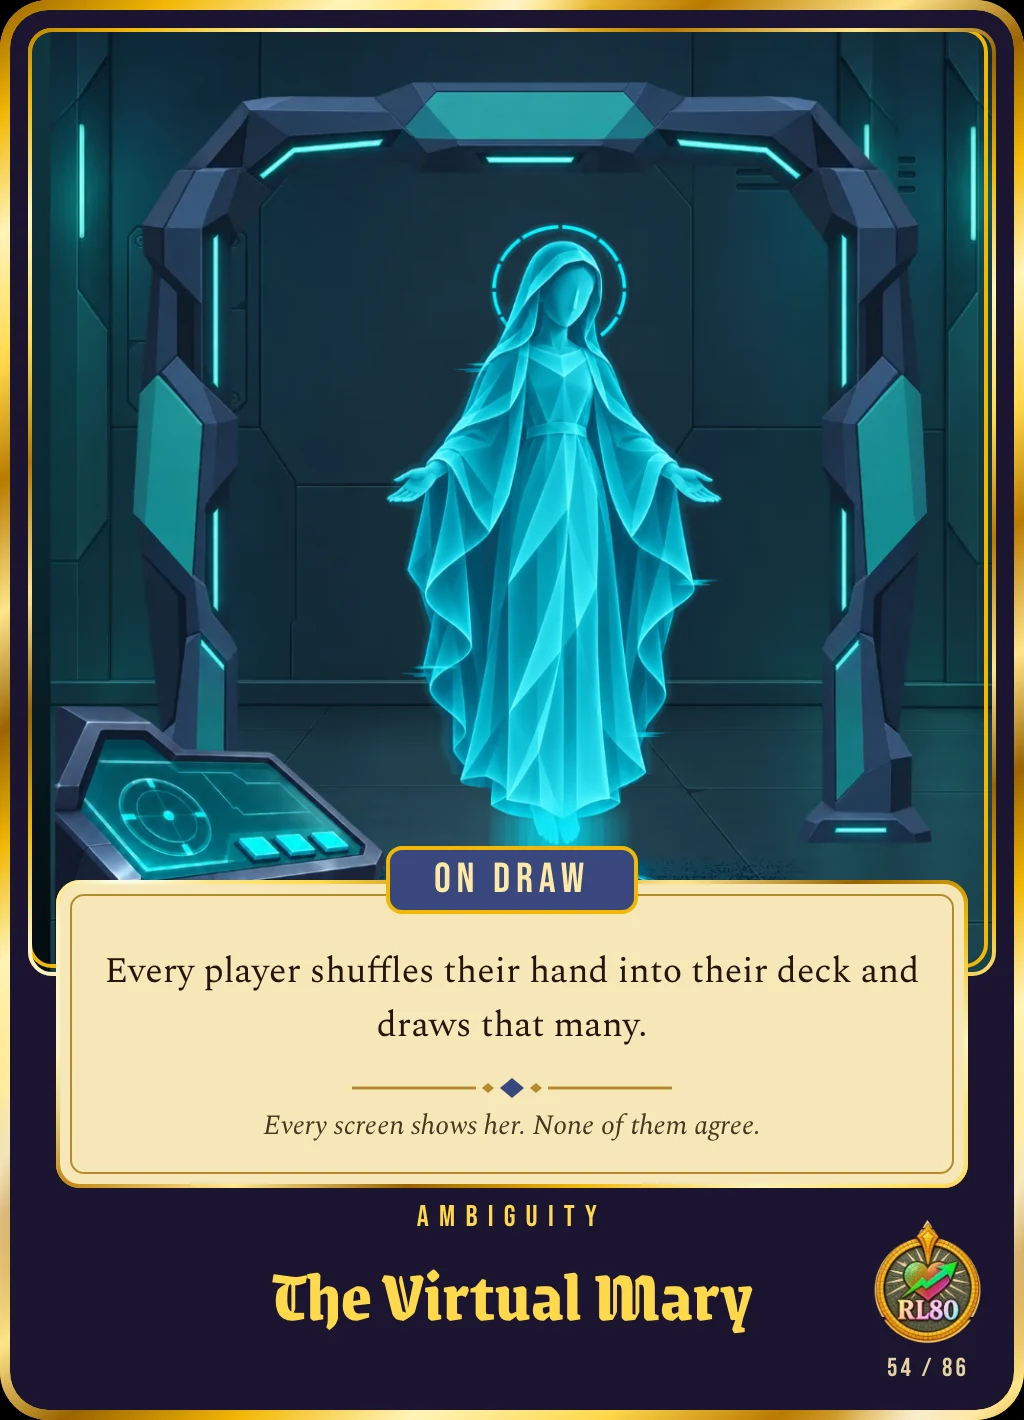 ON DRAW
Every player shuffles their hand into their deck and
draws that many.
Every screen shows her. None of them agree.
AMBIGUITY
The Virtual Mary
RL80
54 / 86